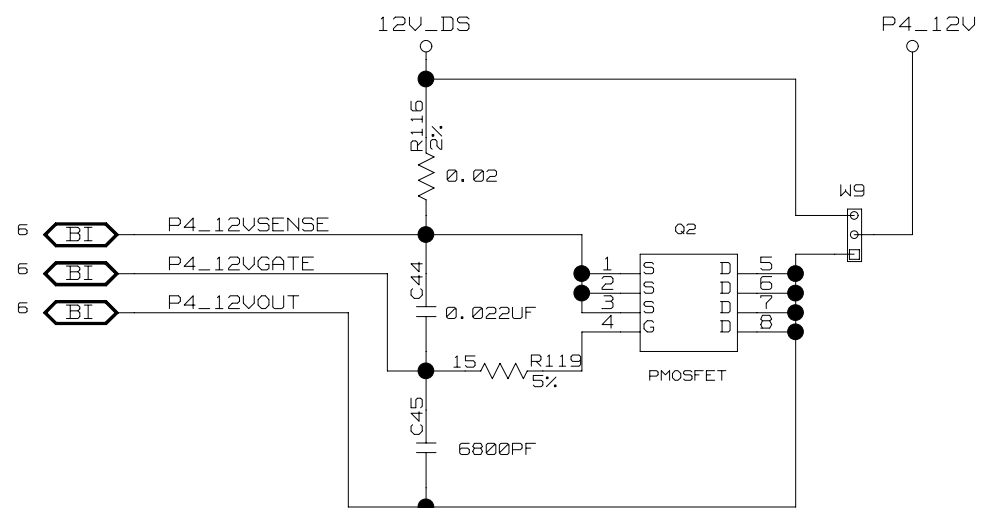 12V_DS
P4_12V
R116
2%
0.02
W9
6 BI P4_12VSENSE
Q2
6 BI P4_12VGATE
C44
1 S D 5
2 S D 6
6 BI P4_12VOUT
0.022UF
3 S D 7
4 G D 8
15 R119
5%
PMOSFET
C45
6800PF